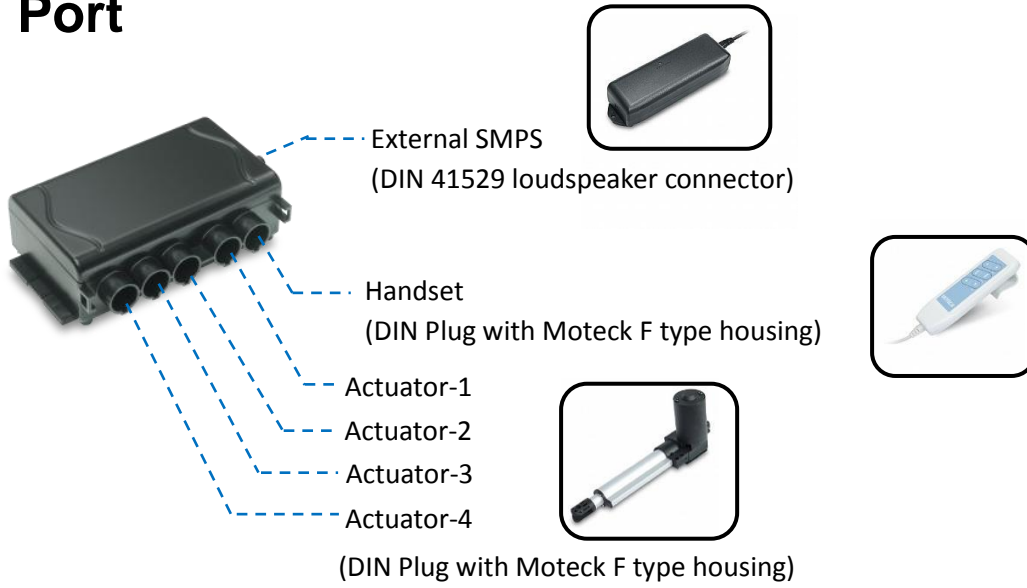 Port
External SMPS
(DIN 41529 loudspeaker connector)
Handset
(DIN Plug with Moteck F type housing)
Actuator-1
Actuator-2
Actuator-3
Actuator-4
(DIN Plug with Moteck F type housing)